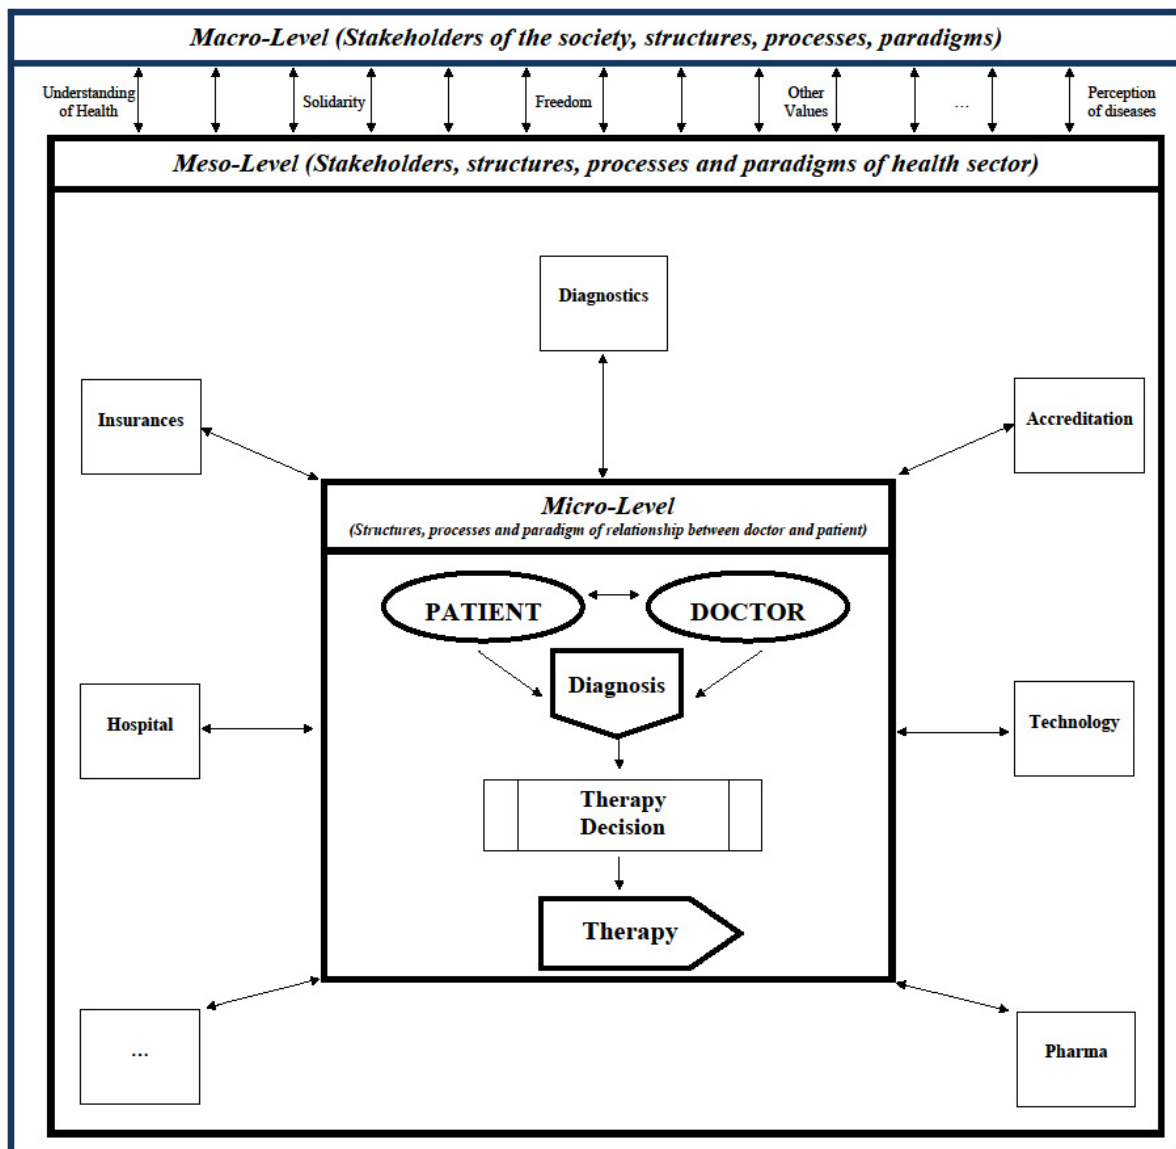 Macro-Level (Stakeholders of the society, structures, processes, paradigms)
Understanding
of Health
Solidarity
Freedom
Other
Values
...
Perception
of diseases
Meso-Level (Stakeholders, structures, processes and paradigms of health sector)
Diagnostics
Insurances
Accreditation
Micro-Level
(Structures, processes and paradigm of relationship between doctor and patient)
PATIENT
DOCTOR
Diagnosis
Hospital
Technology
Therapy
Decision
Therapy
...
Pharma